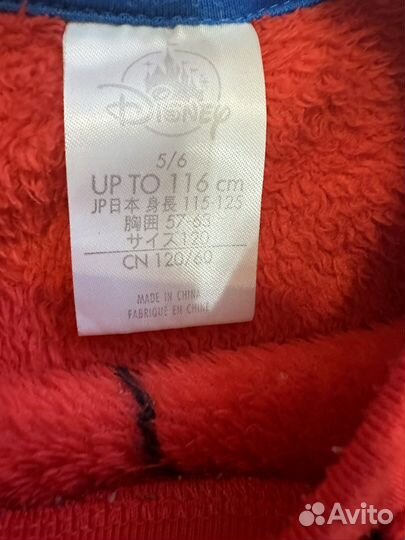 Disney
5/6
UP TO 116 cm
JP日本 身長 115-125
胸囲 57-63
サイズ 120
CN 120/60
MADE IN CHINA
FABRIQUÉ EN CHINE
Avito